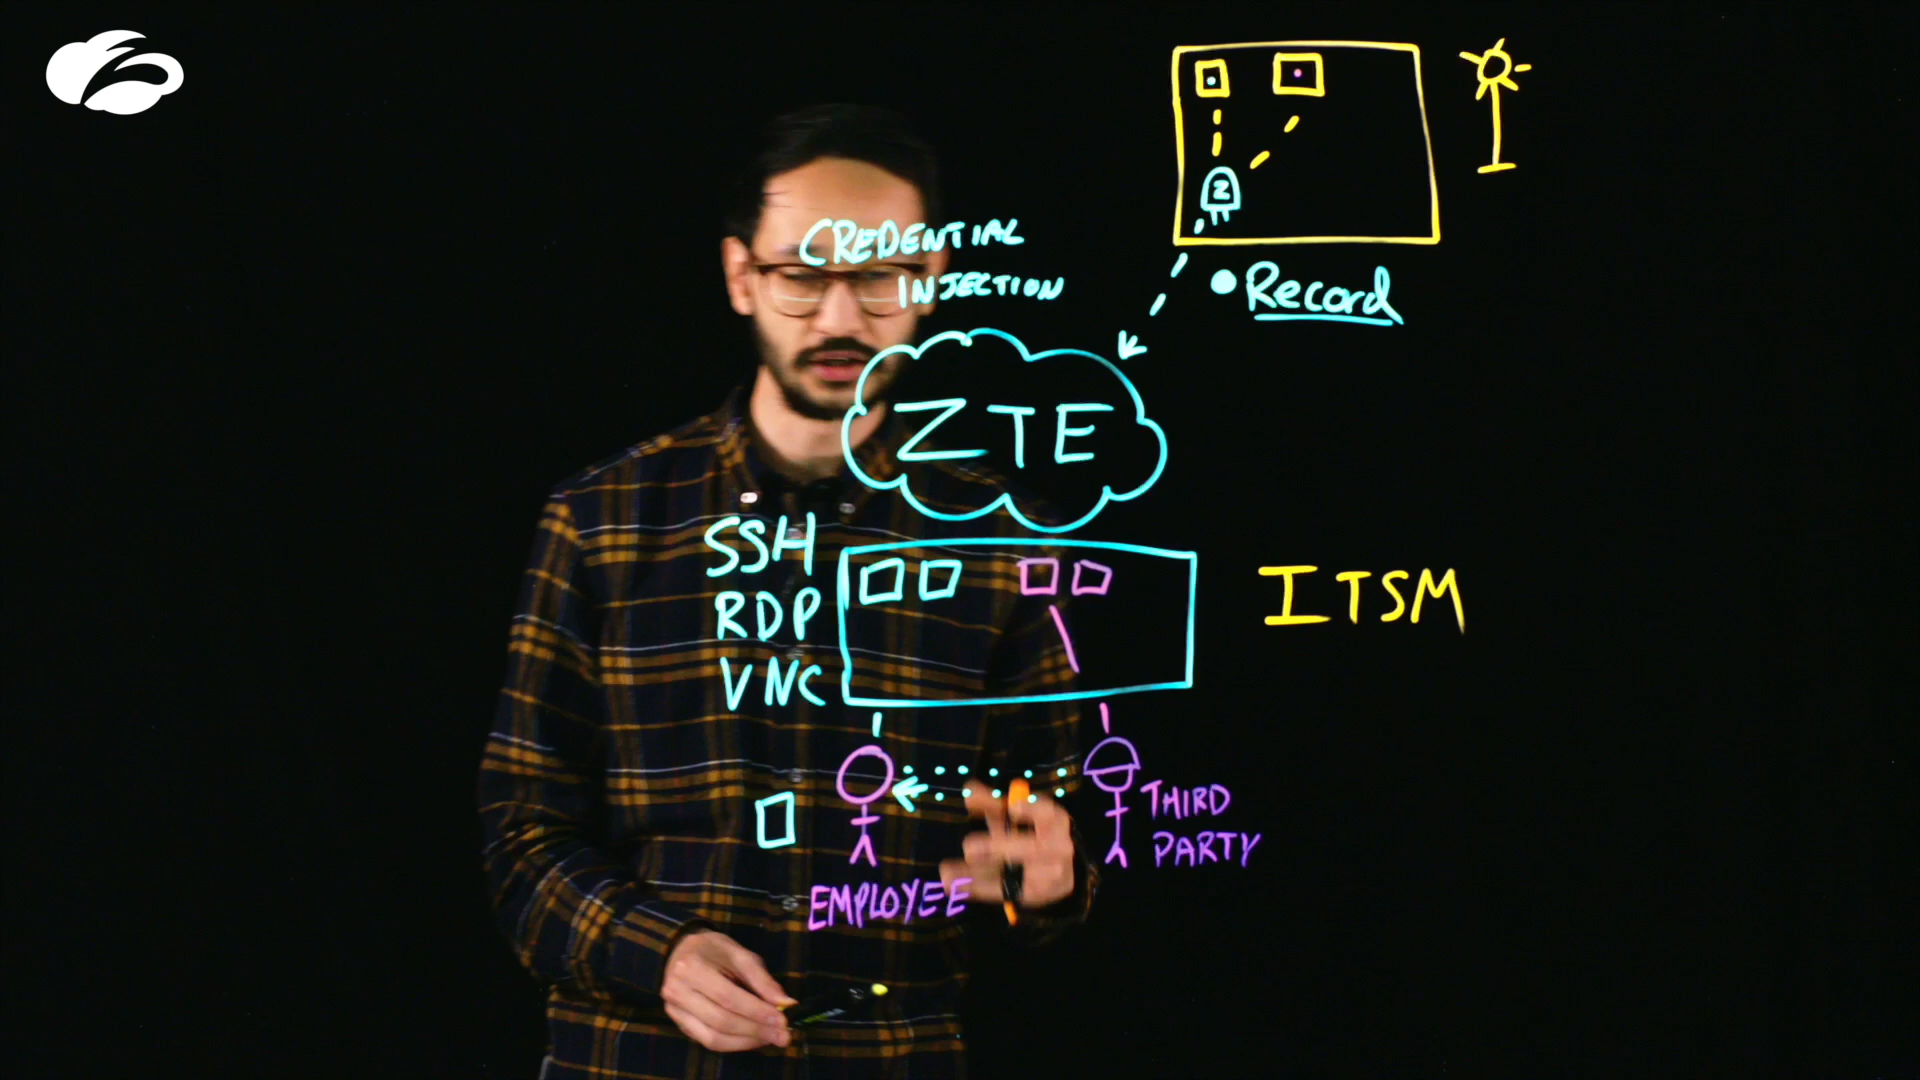 Z
CREDENTIAL
INJECTION
Record
ZTE
SSH
RDP
VNC
ITSM
THIRD
PARTY
EMPLOYEE